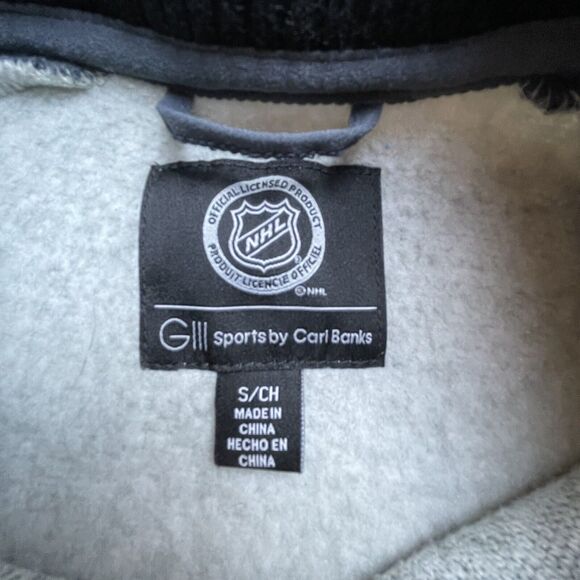 OFFICIAL LICENSED PRODUCT
NHL
PRODUIT LICENCIÉ OFFICIEL
© NHL
GIII Sports by Carl Banks
S/CH
MADE IN
CHINA
HECHO EN
CHINA